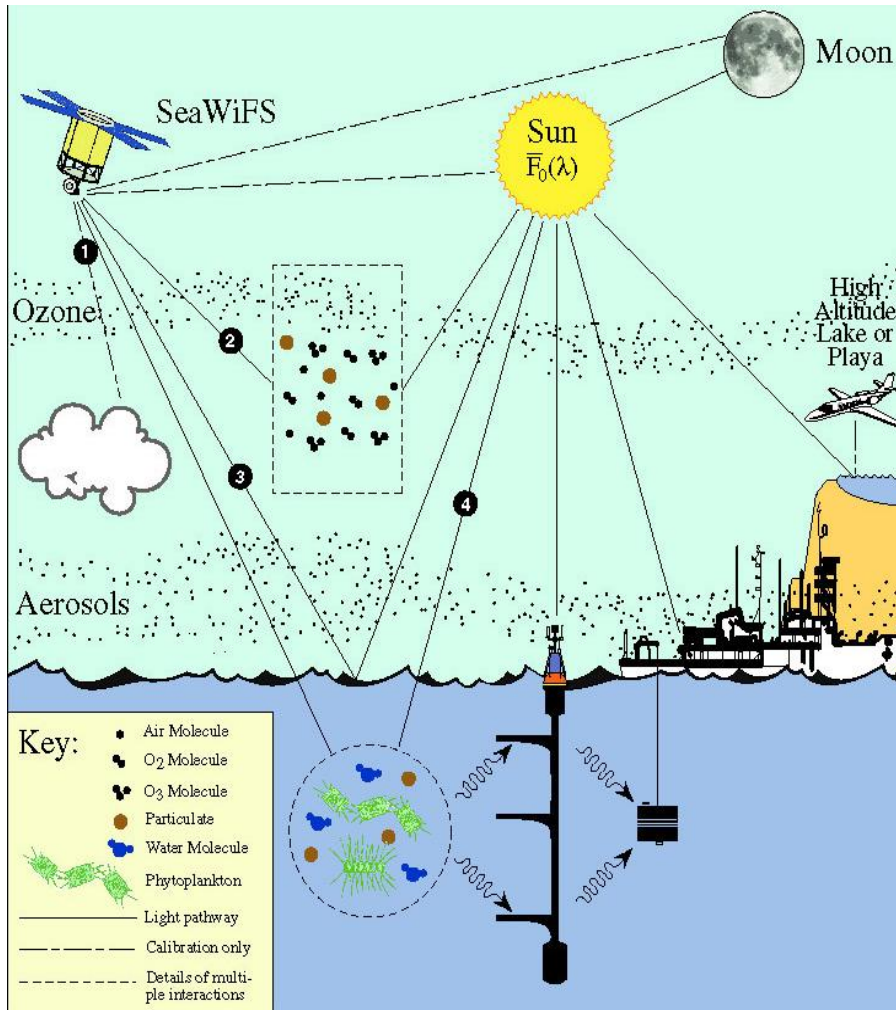 Moon
SeaWiFS
Sun
F̅₀(λ)
1
Ozone
High
Altitude
Lake or
Playa
2
3
4
Aerosols
Key:
Air Molecule
O₂ Molecule
O₃ Molecule
Particulate
Water Molecule
Phytoplankton
Light pathway
Calibration only
Details of multi-
ple interactions